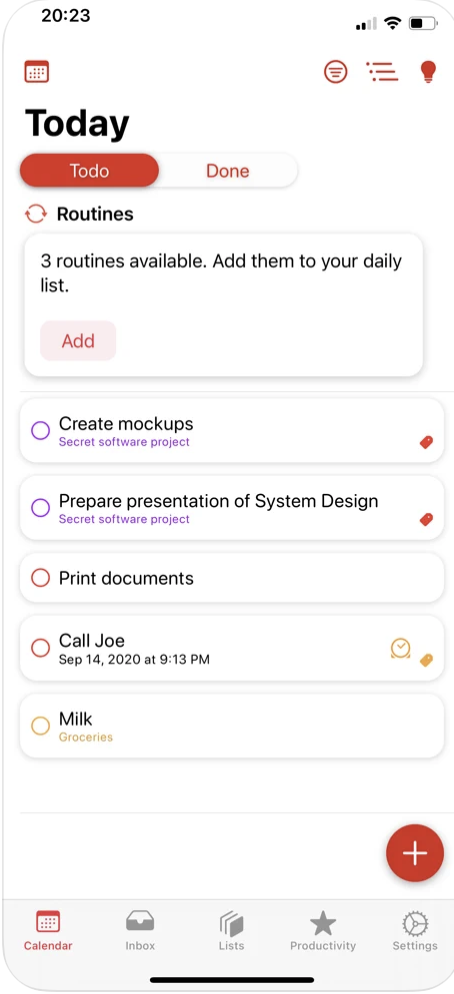 20:23
Today
Todo
Done
Routines
3 routines available. Add them to your daily
list.
Add
Create mockups
Secret software project
Prepare presentation of System Design
Secret software project
Print documents
Call Joe
Sep 14, 2020 at 9:13 PM
Milk
Groceries
Calendar
Inbox
Lists
Productivity
Settings